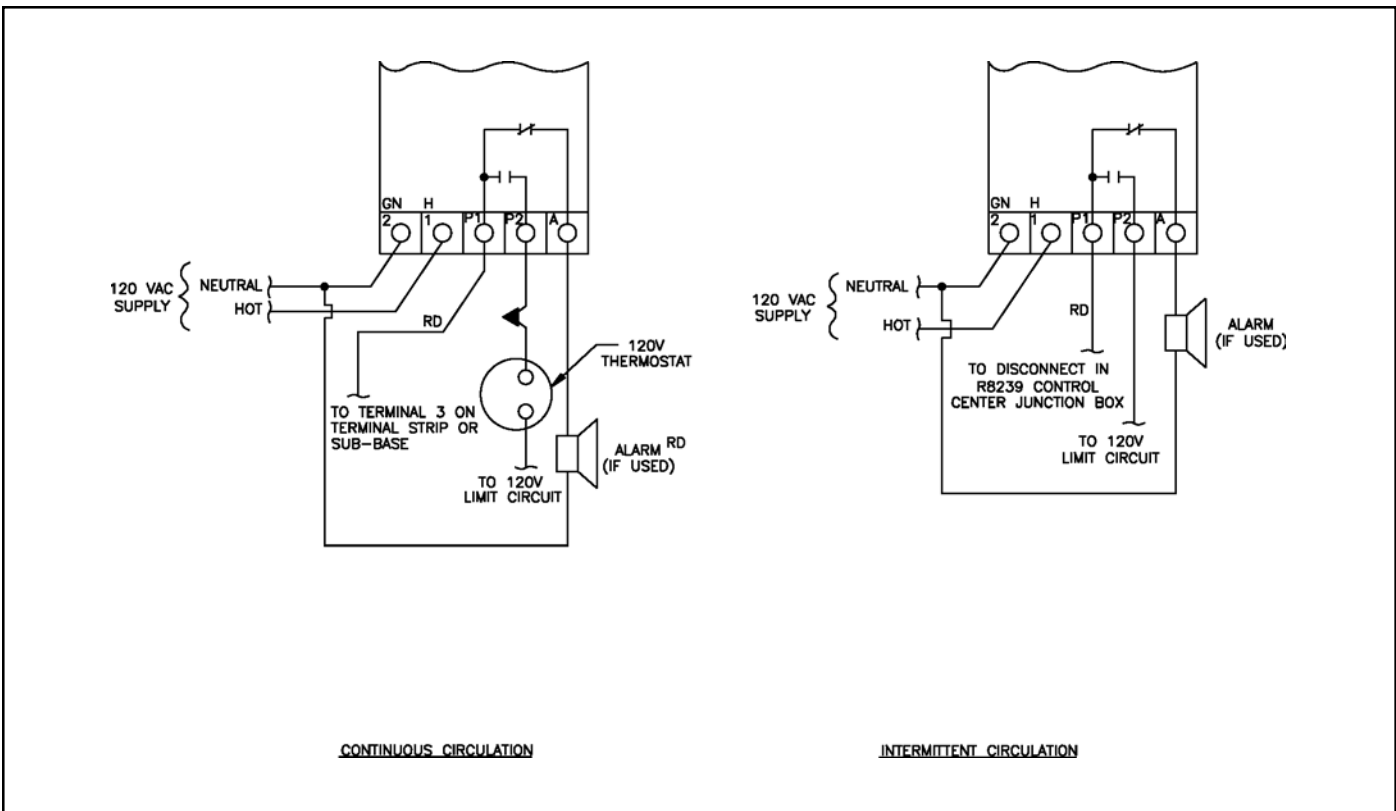 GN H
2 1 P1 P2 A
120 VAC
SUPPLY
NEUTRAL
HOT
RD
120V
THERMOSTAT
TO TERMINAL 3 ON
TERMINAL STRIP OR
SUB-BASE
ALARM RD
(IF USED)
TO 120V
LIMIT CIRCUIT
CONTINUOUS CIRCULATION
GN H
2 1 P1 P2 A
120 VAC
SUPPLY
NEUTRAL
HOT
RD
ALARM
(IF USED)
TO DISCONNECT IN
R8239 CONTROL
CENTER JUNCTION BOX
TO 120V
LIMIT CIRCUIT
INTERMITTENT CIRCULATION